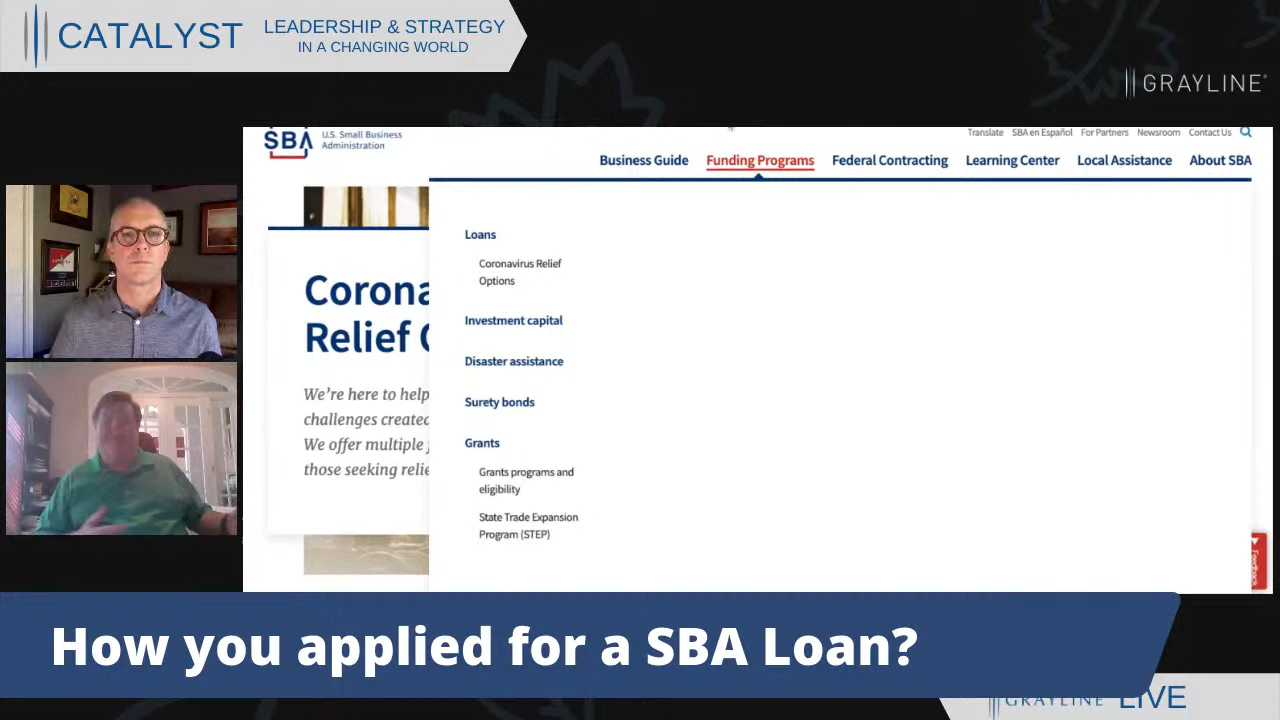 CATALYST
LEADERSHIP & STRATEGY
IN A CHANGING WORLD
GRAYLINE
SBA
U.S. Small Business
Administration
Translate SBA en Español For Partners Newsroom Contact Us
Business Guide Funding Programs Federal Contracting Learning Center Local Assistance About SBA
Loans
Coronavirus Relief
Options
Investment capital
Disaster assistance
Surety bonds
Grants
Grants programs and
eligibility
State Trade Expansion
Program (STEP)
Corona
Relief
We're here to help
challenges created
We offer multiple
those seeking relie
Feedback
How you applied for a SBA Loan?
GRAYLINE LIVE